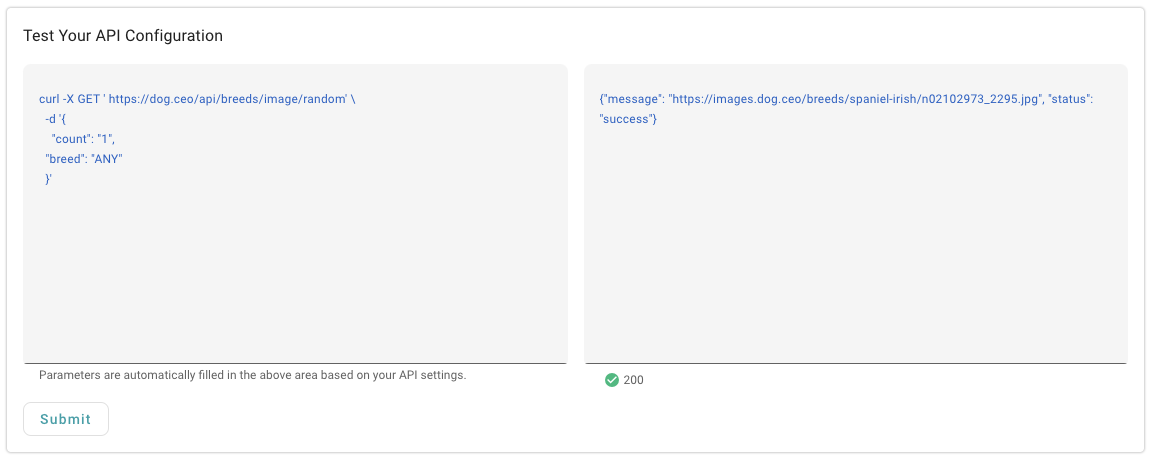 Test Your API Configuration
curl -X GET ' https://dog.ceo/api/breeds/image/random' \
-d '{
"count": "1",
"breed": "ANY"
}'
{"message": "https://images.dog.ceo/breeds/spaniel-irish/n02102973_2295.jpg", "status":
"success"}
Parameters are automatically filled in the above area based on your API settings.
200
Submit